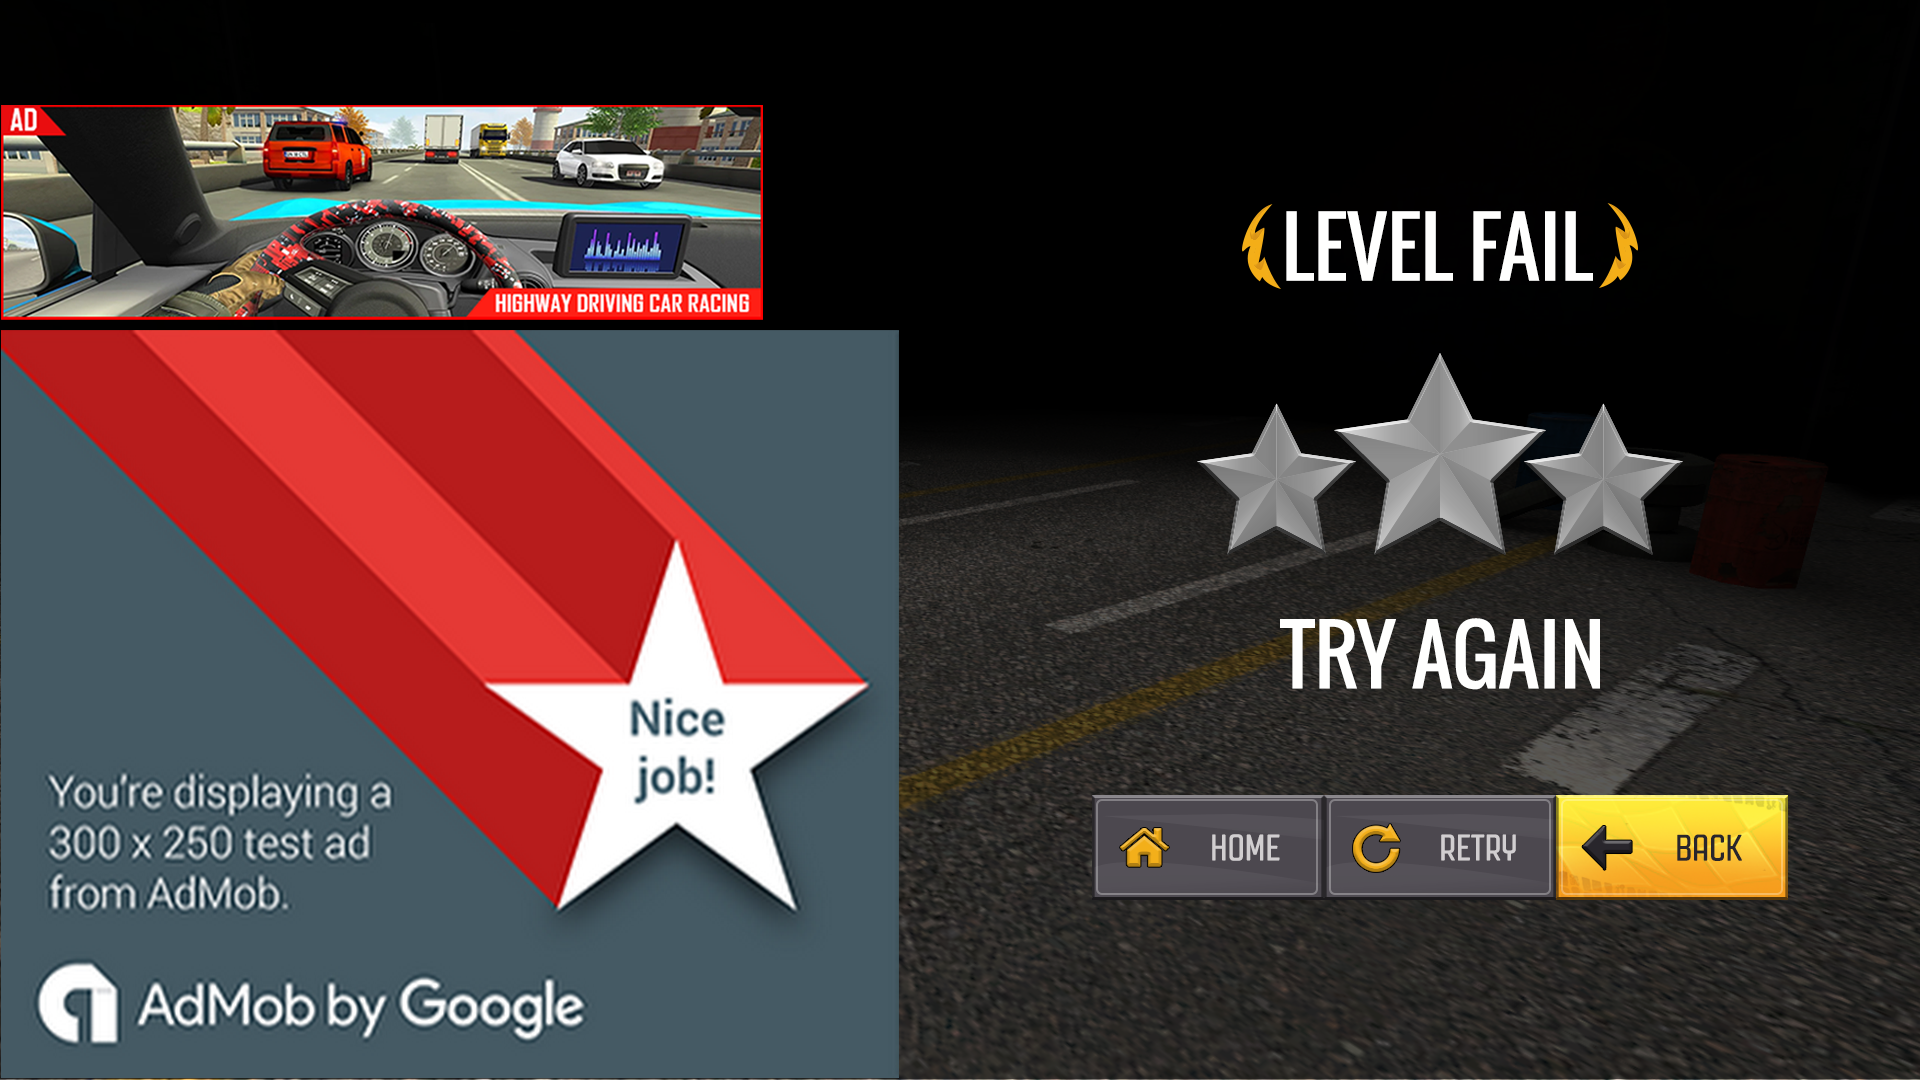 AD
HIGHWAY DRIVING CAR RACING
Nice
job!
You're displaying a
300 x 250 test ad
from AdMob.
AdMob by Google
LEVEL FAIL
TRY AGAIN
HOME
RETRY
BACK